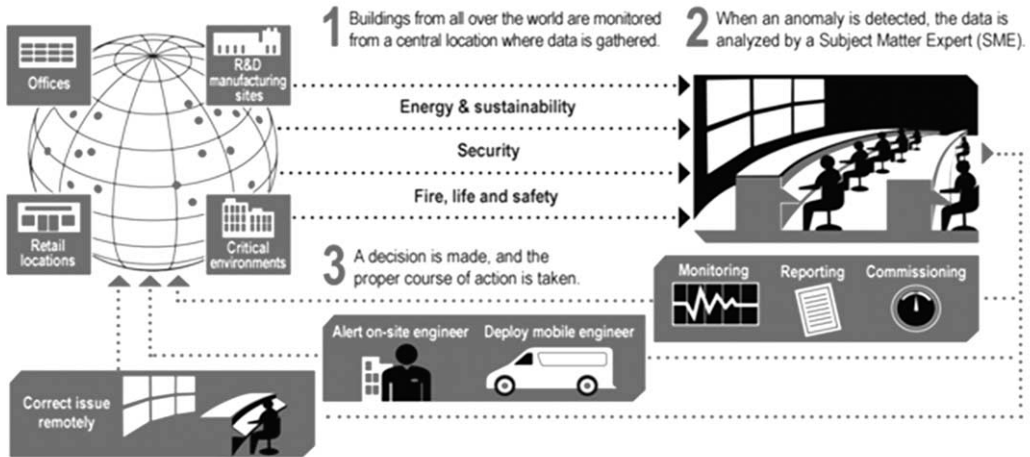 1 Buildings from all over the world are monitored
from a central location where data is gathered.
2 When an anomaly is detected, the data is
analyzed by a Subject Matter Expert (SME).
Offices
R&D
manufacturing
sites
Energy & sustainability
Security
Fire, life and safety
Retail
locations
Critical
environments
3 A decision is made, and the
proper course of action is taken.
Monitoring Reporting Commissioning
Alert on-site engineer Deploy mobile engineer
Correct issue
remotely